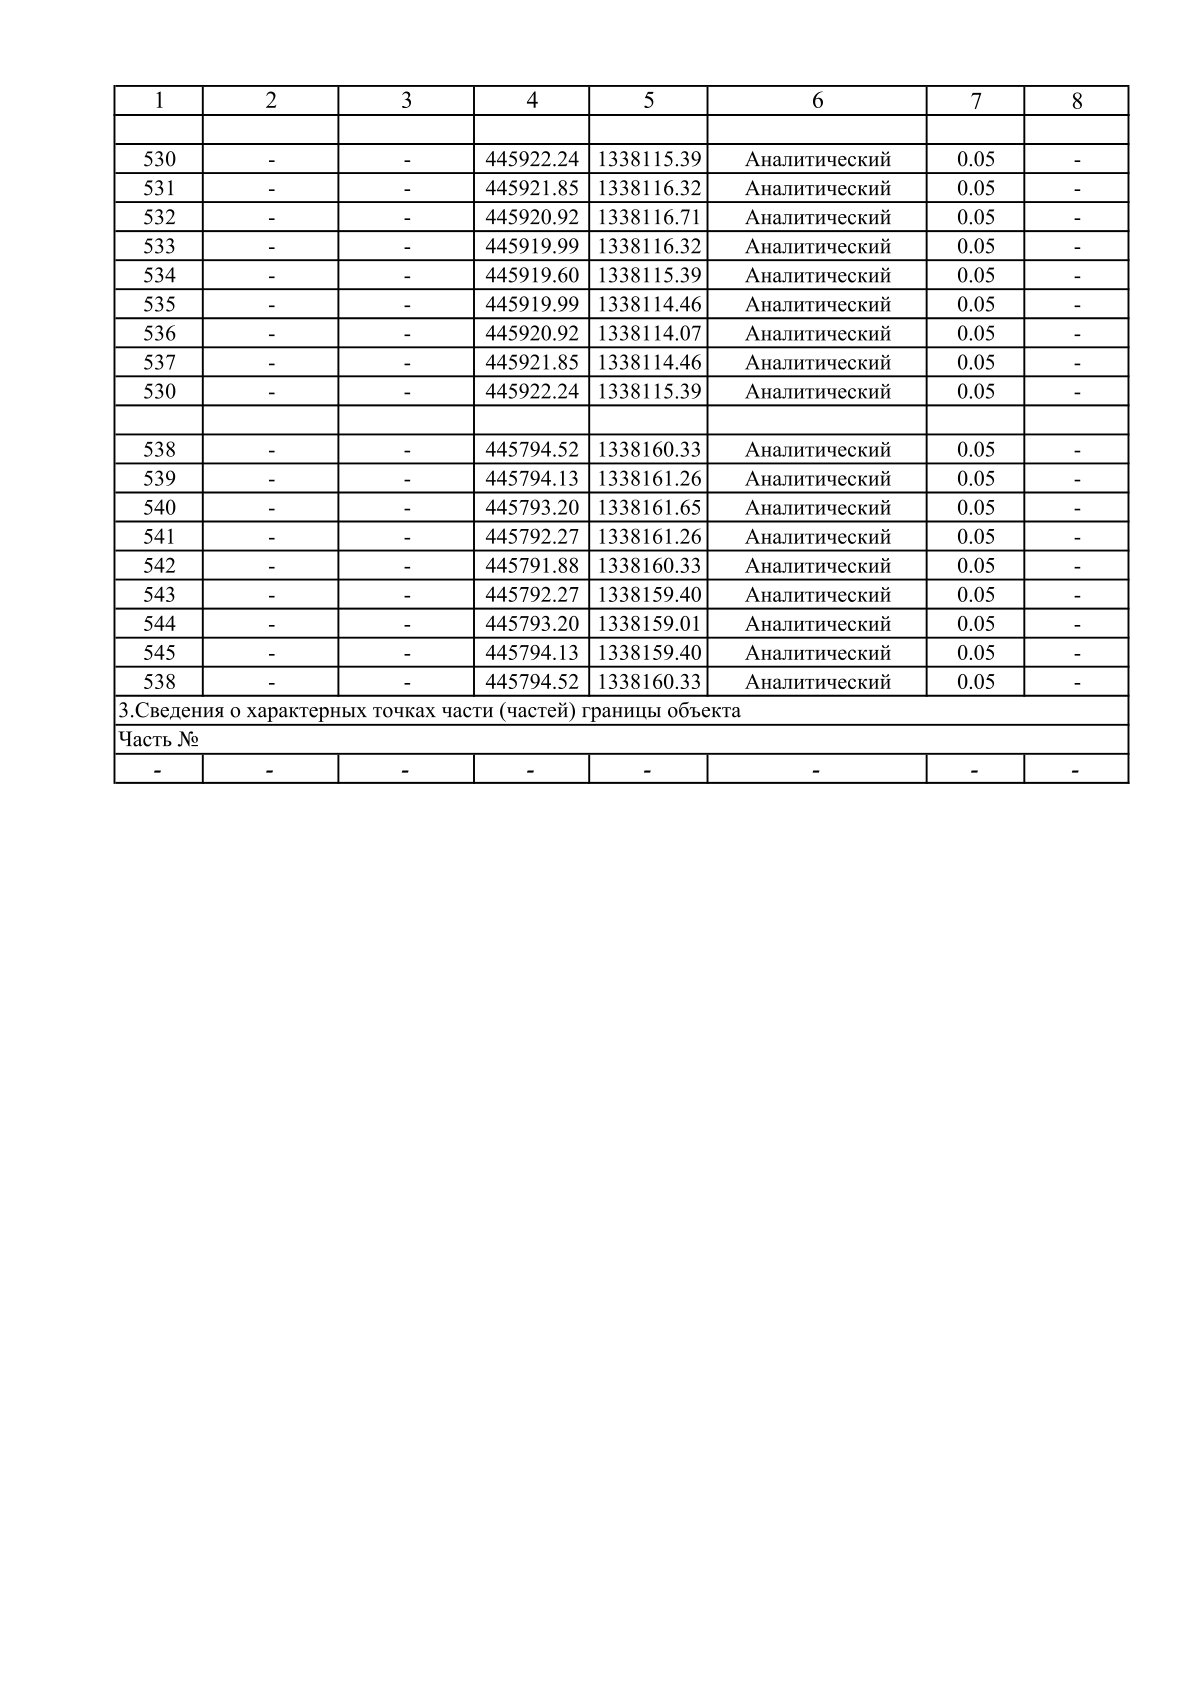 1 2 3 4 5 6 7 8
530 - - 445922.24 1338115.39 Аналитический 0.05 -
531 - - 445921.85 1338116.32 Аналитический 0.05 -
532 - - 445920.92 1338116.71 Аналитический 0.05 -
533 - - 445919.99 1338116.32 Аналитический 0.05 -
534 - - 445919.60 1338115.39 Аналитический 0.05 -
535 - - 445919.99 1338114.46 Аналитический 0.05 -
536 - - 445920.92 1338114.07 Аналитический 0.05 -
537 - - 445921.85 1338114.46 Аналитический 0.05 -
530 - - 445922.24 1338115.39 Аналитический 0.05 -
538 - - 445794.52 1338160.33 Аналитический 0.05 -
539 - - 445794.13 1338161.26 Аналитический 0.05 -
540 - - 445793.20 1338161.65 Аналитический 0.05 -
541 - - 445792.27 1338161.26 Аналитический 0.05 -
542 - - 445791.88 1338160.33 Аналитический 0.05 -
543 - - 445792.27 1338159.40 Аналитический 0.05 -
544 - - 445793.20 1338159.01 Аналитический 0.05 -
545 - - 445794.13 1338159.40 Аналитический 0.05 -
538 - - 445794.52 1338160.33 Аналитический 0.05 -
3.Сведения о характерных точках части (частей) границы объекта
Часть №
- - - - - - - -